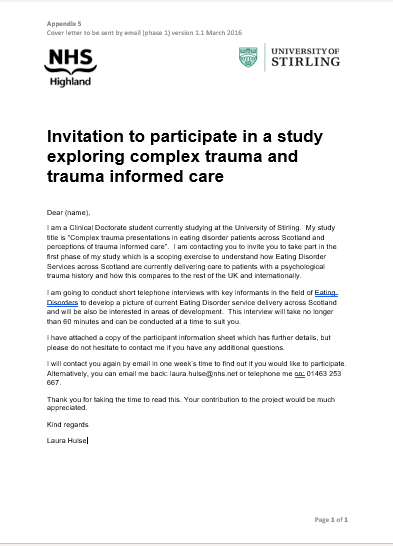 Appendix 5
Cover letter to be sent by email (phase 1) version 1.1 March 2016
NHS
Highland
UNIVERSITY OF
STIRLING
Invitation to participate in a study
exploring complex trauma and
trauma informed care
Dear (name),
I am a Clinical Doctorate student currently studying at the University of Stirling. My study
title is "Complex trauma presentations in eating disorder patients across Scotland and
perceptions of trauma informed care". I am contacting you to invite you to take part in the
first phase of my study which is a scoping exercise to understand how Eating Disorder
Services across Scotland are currently delivering care to patients with a psychological
trauma history and how this compares to the rest of the UK and internationally.
I am going to conduct short telephone interviews with key informants in the field of Eating
Disorders to develop a picture of current Eating Disorder service delivery across Scotland
and will be also be interested in areas of development. This interview will take no longer
than 60 minutes and can be conducted at a time to suit you.
I have attached a copy of the participant information sheet which has further details, but
please do not hesitate to contact me if you have any additional questions.
I will contact you again by email in one week's time to find out if you would like to participate.
Alternatively, you can email me back: laura.hulse@nhs.net or telephone me on: 01463 253
667.
Thank you for taking the time to read this. Your contribution to the project would be much
appreciated.
Kind regards
Laura Hulse
Page 1 of 1